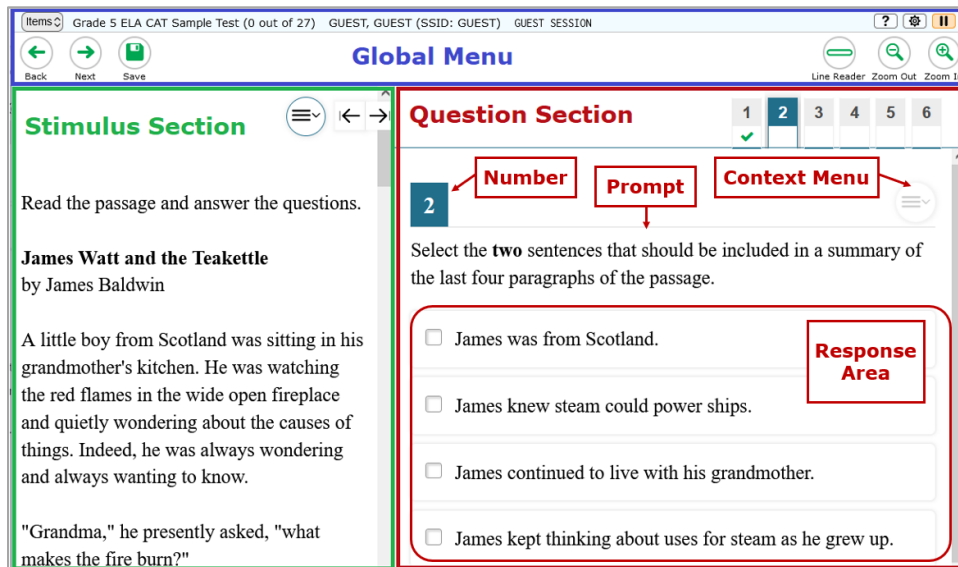 Items Grade 5 ELA CAT Sample Test (0 out of 27) GUEST, GUEST (SSID: GUEST) GUEST SESSION ?
Back Next Save
Global Menu
Line Reader Zoom Out Zoom I
Stimulus Section
Question Section
1 2 3 4 5 6
Number
Prompt
Context Menu
2
Read the passage and answer the questions.
James Watt and the Teakettle
by James Baldwin
A little boy from Scotland was sitting in his
grandmother's kitchen. He was watching
the red flames in the wide open fireplace
and quietly wondering about the causes of
things. Indeed, he was always wondering
and always wanting to know.
"Grandma," he presently asked, "what
makes the fire burn?"
Select the two sentences that should be included in a summary of
the last four paragraphs of the passage.
Response
Area
James was from Scotland.
James knew steam could power ships.
James continued to live with his grandmother.
James kept thinking about uses for steam as he grew up.